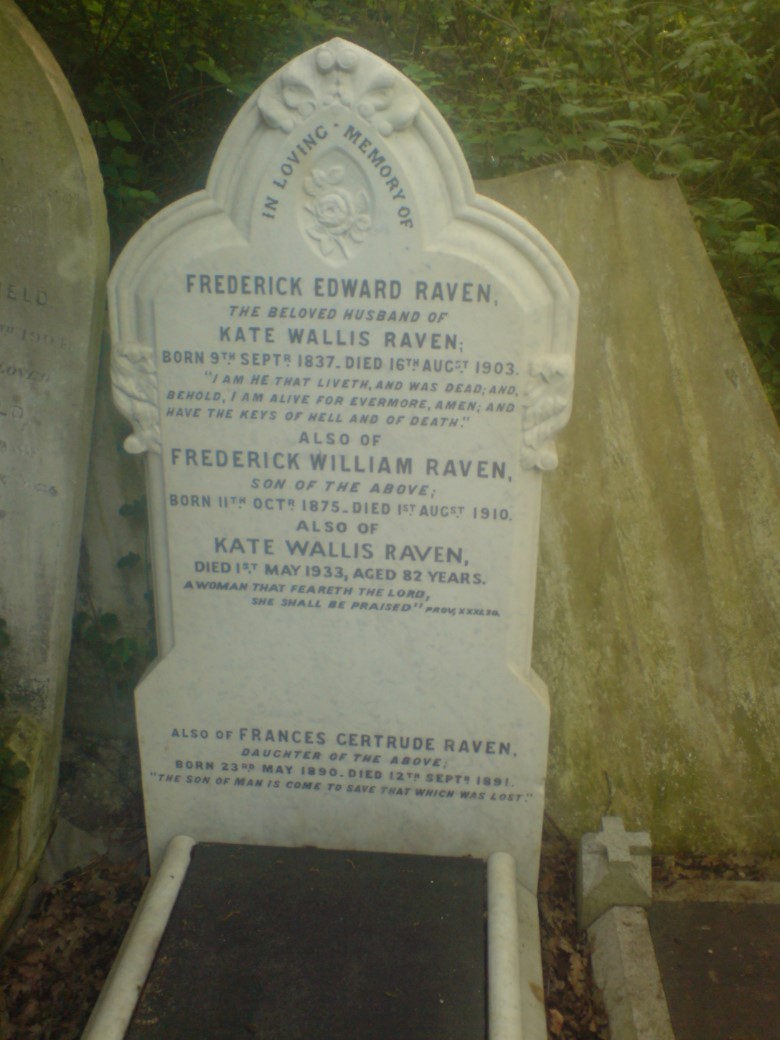 IN LOVING MEMORY OF
FREDERICK EDWARD RAVEN,
THE BELOVED HUSBAND OF
KATE WALLIS RAVEN;
BORN 9TH SEPTR 1837. DIED 16TH AUGST 1903.
"I AM HE THAT LIVETH, AND WAS DEAD; AND,
BEHOLD, I AM ALIVE FOR EVERMORE, AMEN; AND
HAVE THE KEYS OF HELL AND OF DEATH."
ALSO OF
FREDERICK WILLIAM RAVEN,
SON OF THE ABOVE;
BORN 11TH OCTR 1875. DIED 1ST AUGST 1910.
ALSO OF
KATE WALLIS RAVEN,
DIED 1ST MAY 1933, AGED 82 YEARS.
A WOMAN THAT FEARETH THE LORD,
SHE SHALL BE PRAISED" PROV, XXXI,30.
ALSO OF FRANCES GERTRUDE RAVEN,
DAUGHTER OF THE ABOVE;
BORN 23RD MAY 1890. DIED 12TH SEPTR 1891.
"THE SON OF MAN IS COME TO SAVE THAT WHICH WAS LOST."